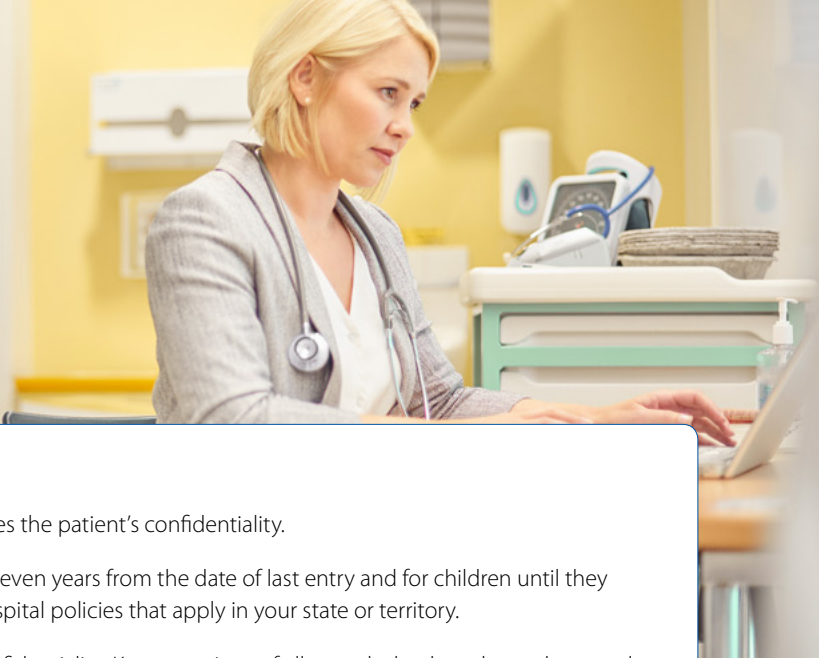 es the patient’s confidentiality.
even years from the date of last entry and for children until they
spital policies that apply in your state or territory.